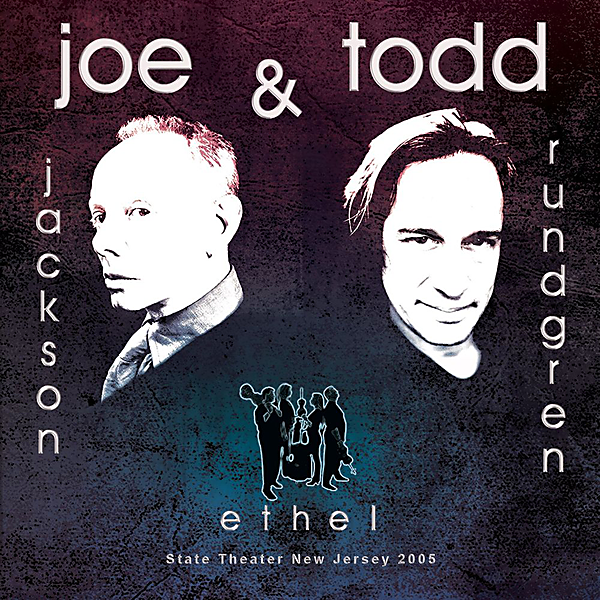 joe & todd
jackson
rundgren
ethel
State Theater New Jersey 2005